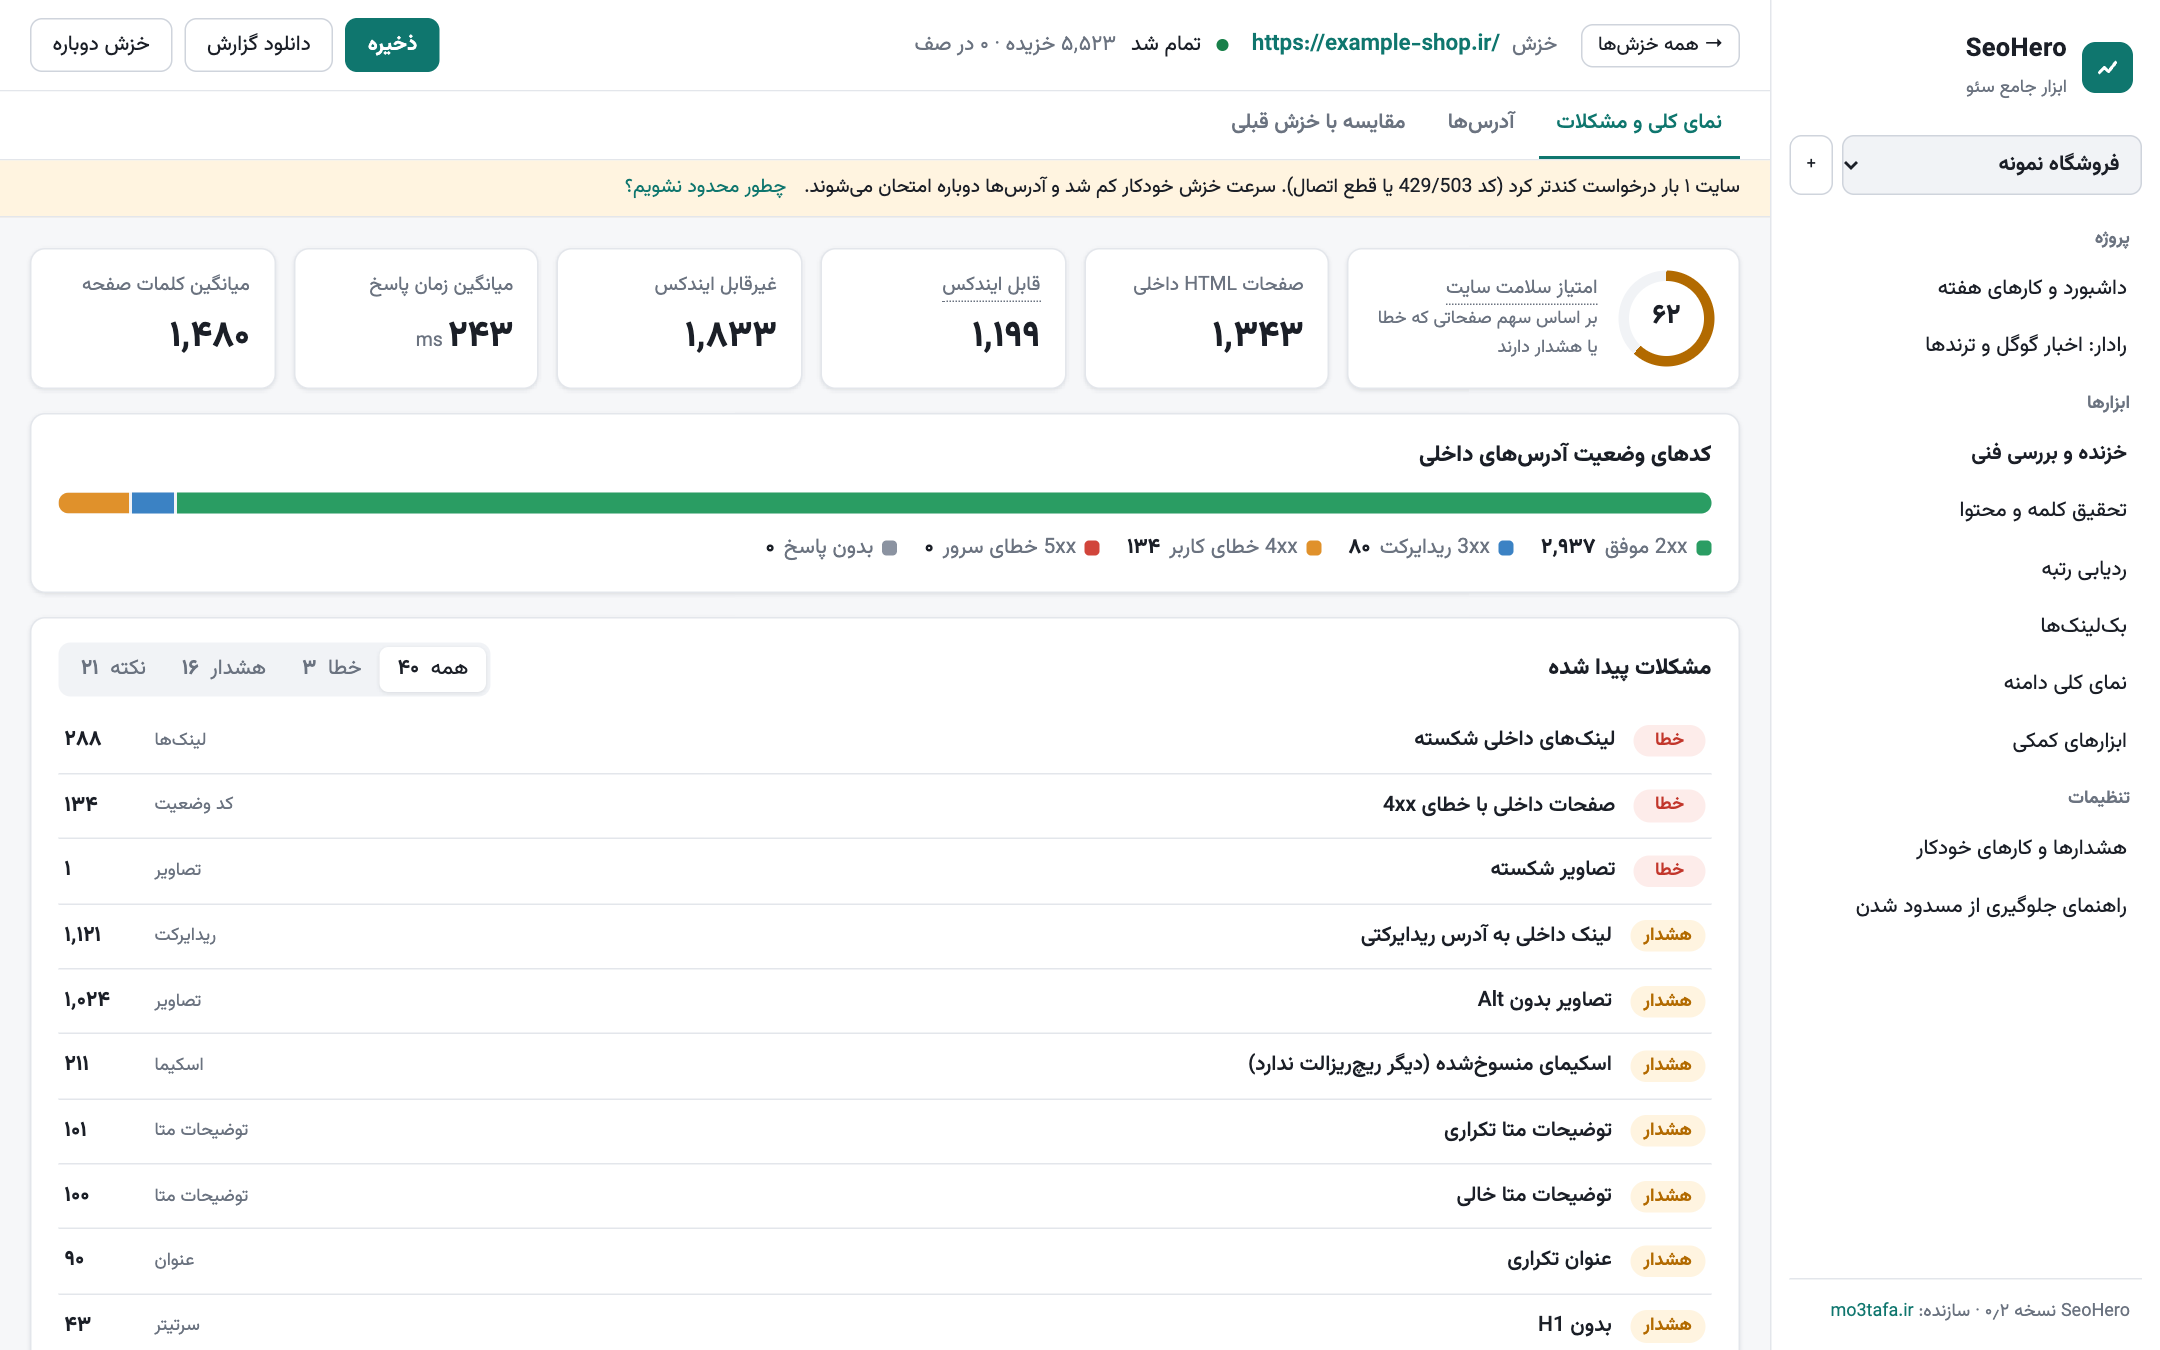 SeoHero
ابزار جامع سئو
فروشگاه نمونه
+
پروژه
داشبورد و کارهای هفته
رادار: اخبار گوگل و ترندها
ابزارها
خزنده و بررسی فنی
تحقیق کلمه و محتوا
ردیابی رتبه
بک‌لینک‌ها
نمای کلی دامنه
ابزارهای کمکی
تنظیمات
هشدارها و کارهای خودکار
راهنمای جلوگیری از مسدود شدن
SeoHero نسخه ۰٫۲ · سازنده: mo3tafa.ir
→ همه خزش‌ها
خزش https://example-shop.ir/
تمام شد ۵,۵۲۳ خزیده · ۰ در صف
ذخیره
دانلود گزارش
خزش دوباره
نمای کلی و مشکلات
آدرس‌ها
مقایسه با خزش قبلی
سایت ۱ بار درخواست کندتر کرد (کد 429/503 یا قطع اتصال). سرعت خزش خودکار کم شد و آدرس‌ها دوباره امتحان می‌شوند. چطور محدود نشویم؟
۶۲
امتیاز سلامت سایت
بر اساس سهم صفحاتی که خطا
یا هشدار دارند
صفحات HTML داخلی
۱,۳۴۳
قابل ایندکس
۱,۱۹۹
غیرقابل ایندکس
۱,۸۳۳
میانگین زمان پاسخ
۲۴۳ ms
میانگین کلمات صفحه
۱,۴۸۰
کدهای وضعیت آدرس‌های داخلی
2xx موفق ۲,۹۳۷
3xx ریدایرکت ۸۰
4xx خطای کاربر ۱۳۴
5xx خطای سرور ۰
بدون پاسخ ۰
مشکلات پیدا شده
همه ۴۰
خطا ۳
هشدار ۱۶
نکته ۲۱
خطا لینک‌های داخلی شکسته لینک‌ها ۲۸۸
خطا صفحات داخلی با خطای 4xx کد وضعیت ۱۳۴
خطا تصاویر شکسته تصاویر ۱
هشدار لینک داخلی به آدرس ریدایرکتی ریدایرکت ۱,۱۲۱
هشدار تصاویر بدون Alt تصاویر ۱,۰۲۴
هشدار اسکیمای منسوخ‌شده (دیگر ریچ‌ریزالت ندارد) اسکیما ۲۱۱
هشدار توضیحات متا تکراری توضیحات متا ۱۰۱
هشدار توضیحات متا خالی توضیحات متا ۱۰۰
هشدار عنوان تکراری عنوان ۹۰
هشدار بدون H1 سرتیتر ۴۳